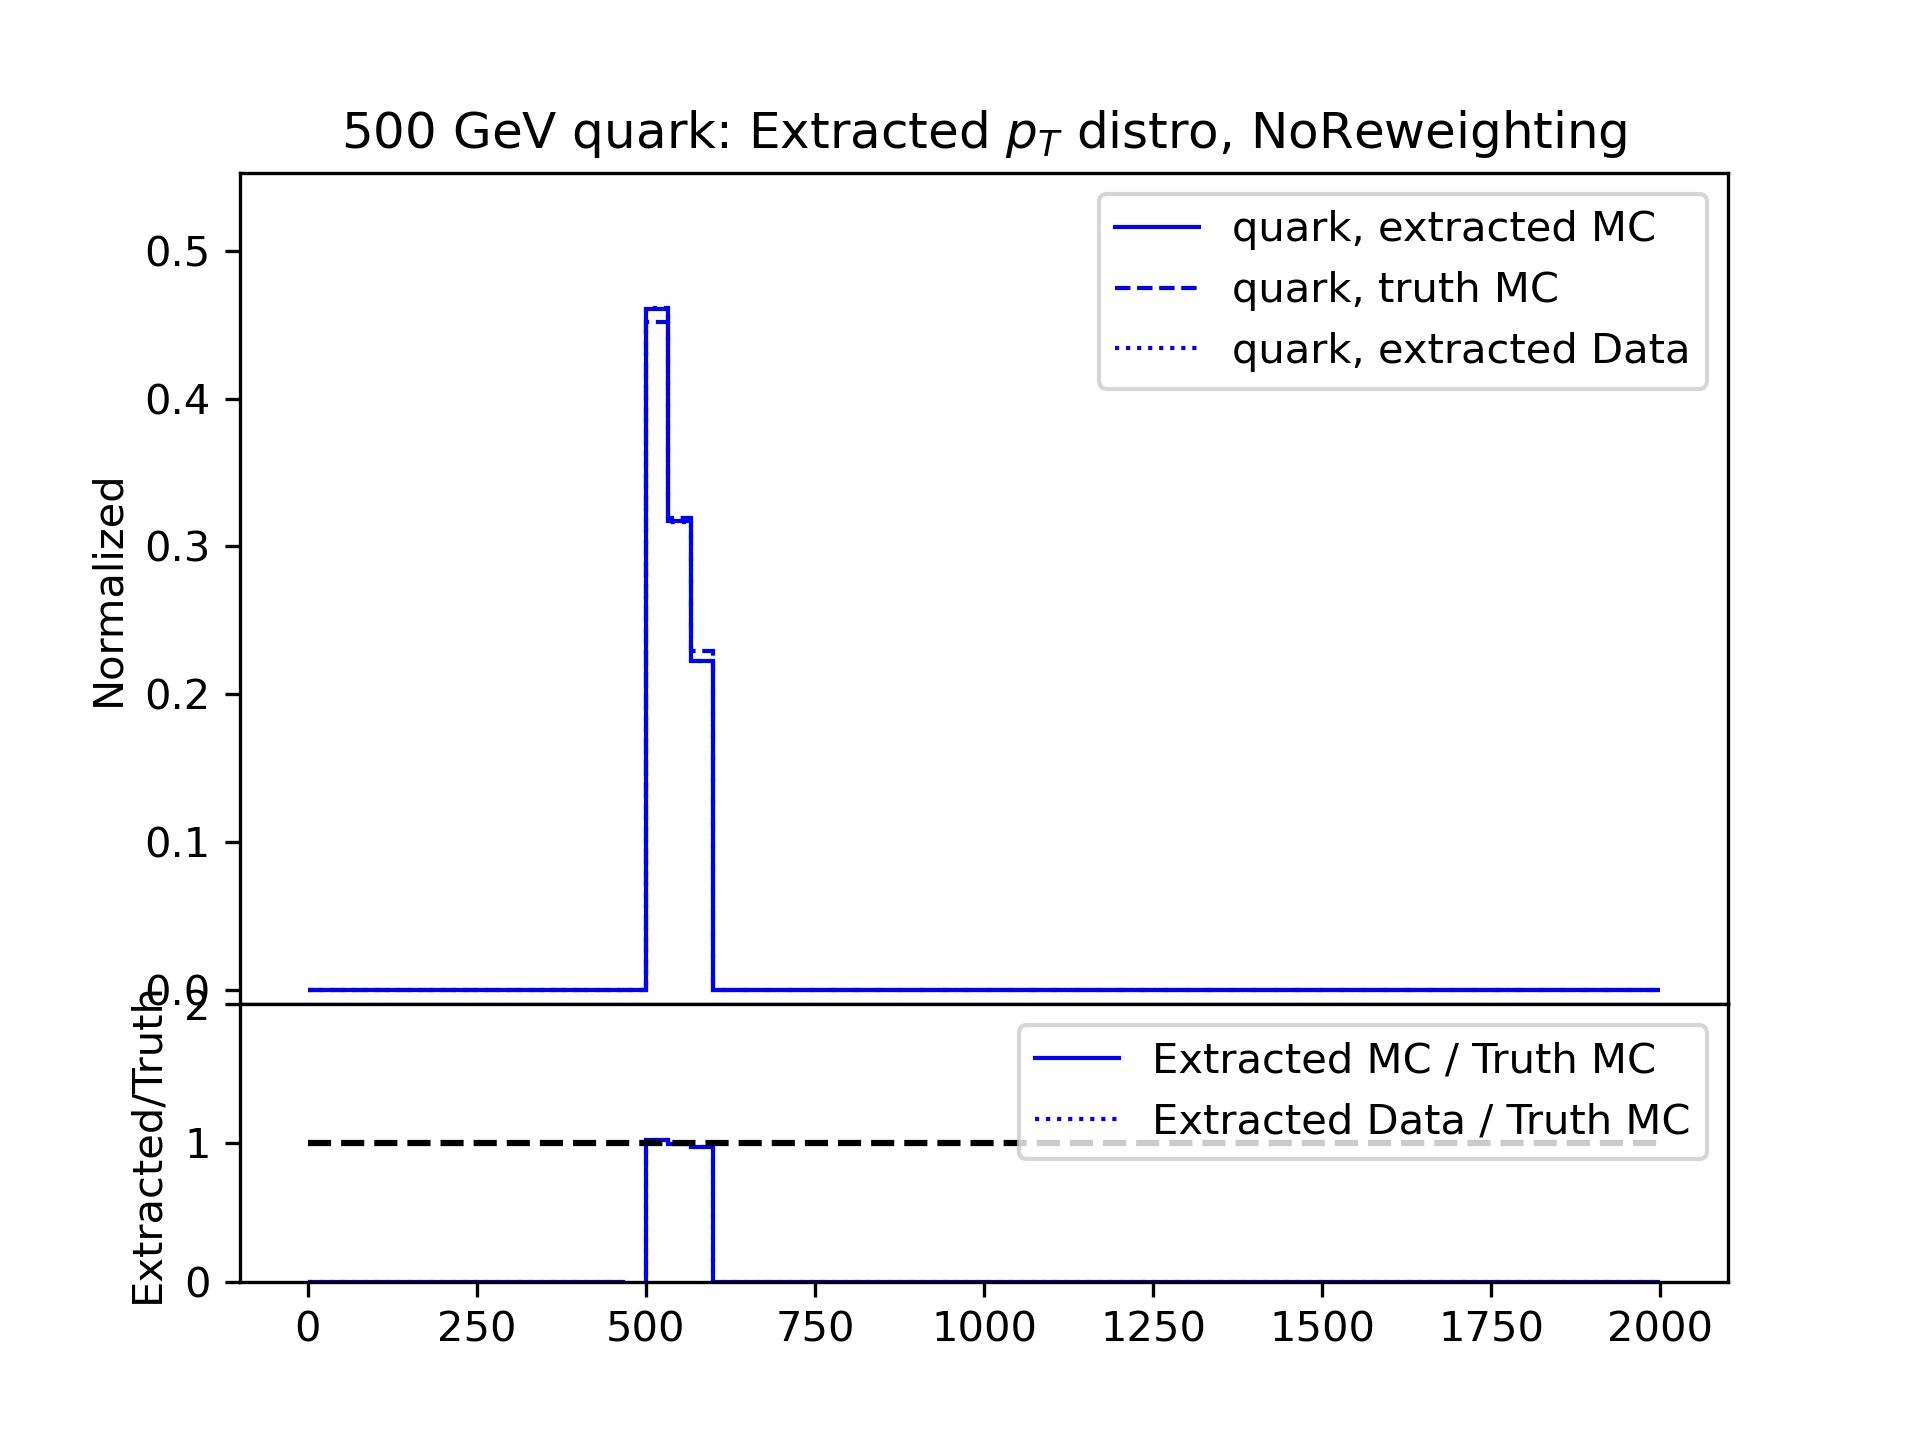 500 GeV quark: Extracted $p_T$ distro, NoReweighting
quark, extracted MC
quark, truth MC
quark, extracted Data
0.5
0.4
0.3
0.2
0.1
0.0
Normalized
Extracted MC / Truth MC
Extracted Data / Truth MC
2
1
0
Extracted/Truth
0 250 500 750 1000 1250 1500 1750 2000